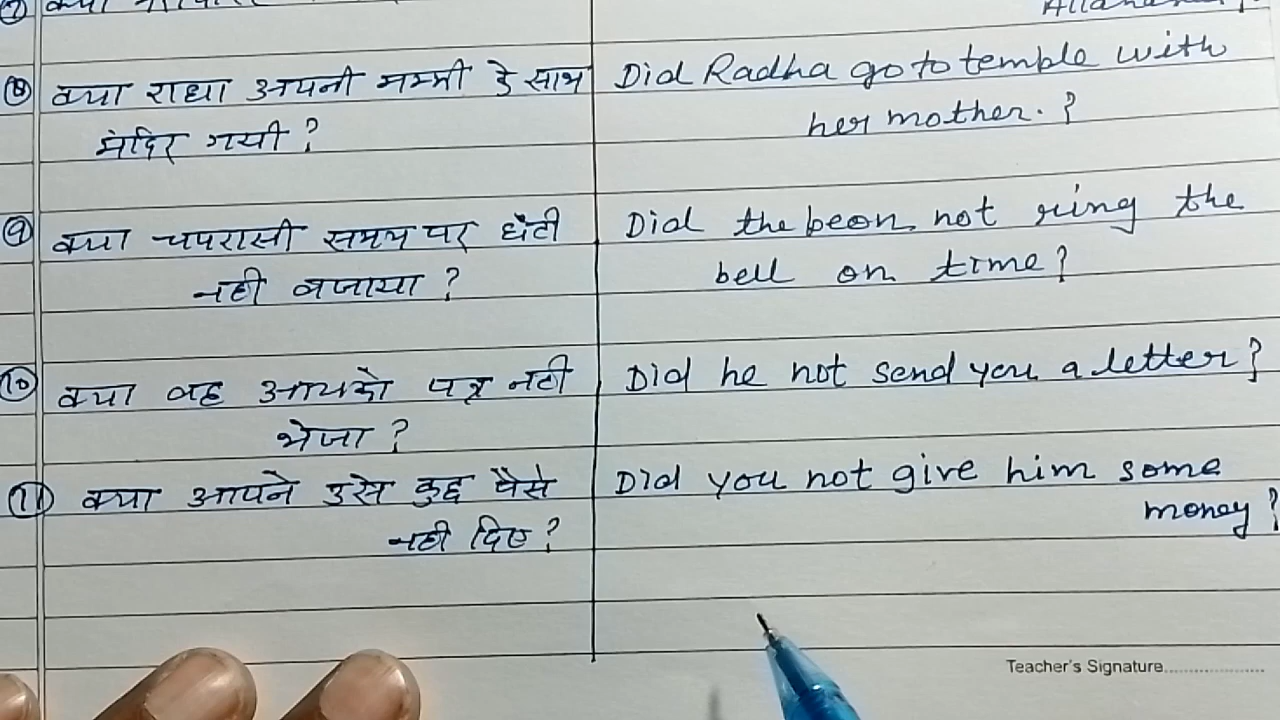 ⑧ क्या राधा अपनी मम्मी के साथ
मंदिर गयी?
Did Radha go to temble with
her mother.?
⑨ क्या चपरासी समय पर घंटी
नही बजाया?
Did the beon not ring the
bell on time?
⑩ क्या वह आपको पत्र नही
भेजा?
Did he not send you a letter?
⑪ क्या आपने उसे कुछ पैसे
नही दिए?
Did you not give him some
money?
Teacher's Signature..................